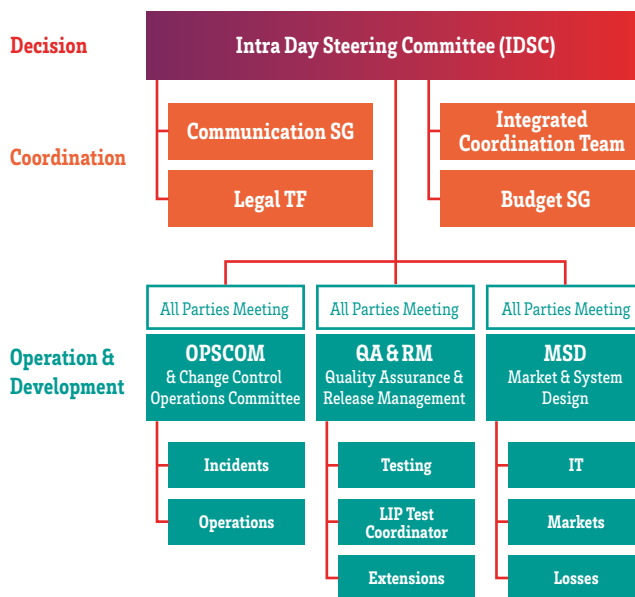 Decision
Intra Day Steering Committee (IDSC)
Coordination
Communication SG
Integrated
Coordination Team
Legal TF
Budget SG
Operation &
Development
All Parties Meeting
All Parties Meeting
All Parties Meeting
OPSCOM
& Change Control
Operations Committee
QA & RM
Quality Assurance &
Release Management
MSD
Market & System
Design
Incidents
Testing
IT
Operations
LIP Test
Coordinator
Markets
Extensions
Losses